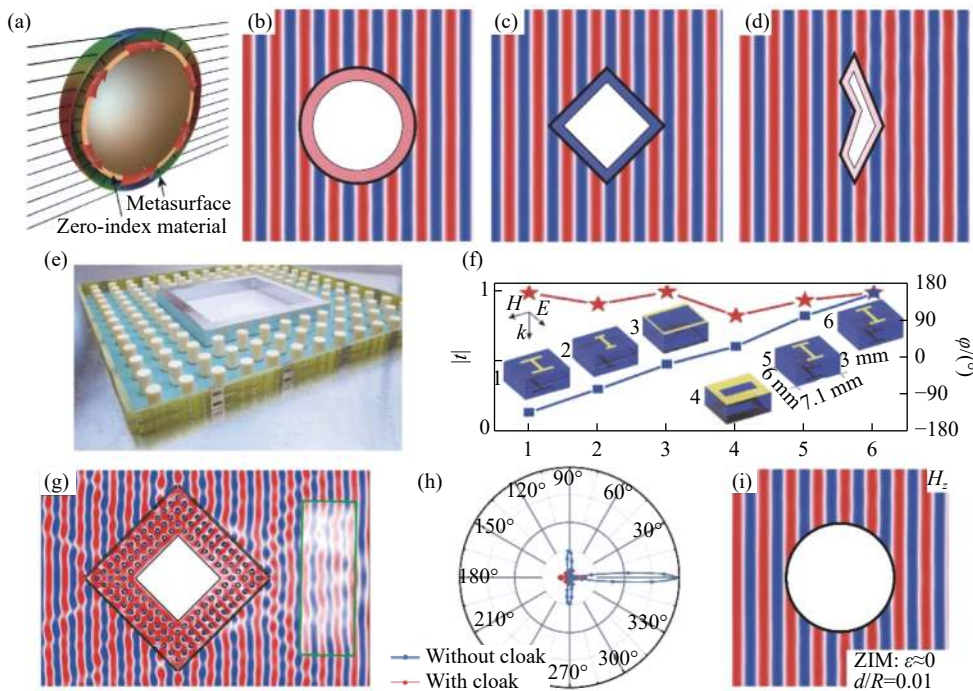 (a)
Metasurface
Zero-index material
(b)
(c)
(d)
(e)
(f)
1
|t|
0
H
E
k
1
2
3
4
5
6
6 mm
7.1 mm
3 mm
180
90
0
−90
−180
φ/(°)
1 2 3 4 5 6
(g)
(h)
90°
120° 60°
150° 30°
180°
210° 330°
270° 300°
Without cloak
With cloak
(i)
H_z
ZIM: ε≈0
d/R=0.01